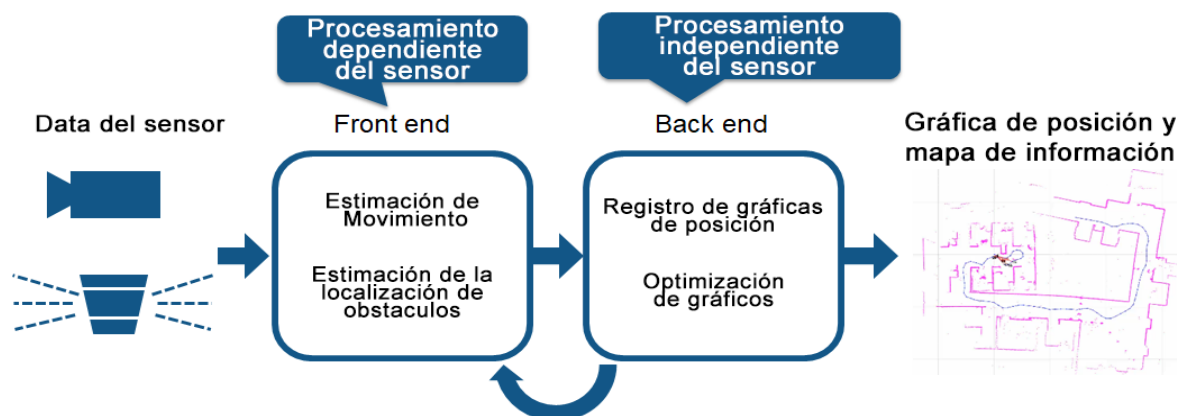 Procesamiento
dependiente
del sensor
Procesamiento
independiente
del sensor
Data del sensor
Front end
Back end
Gráfica de posición y
mapa de información
Estimación de
Movimiento
Estimación de la
localización de
obstaculos
Registro de gráficas
de posición
Optimización
de gráficos